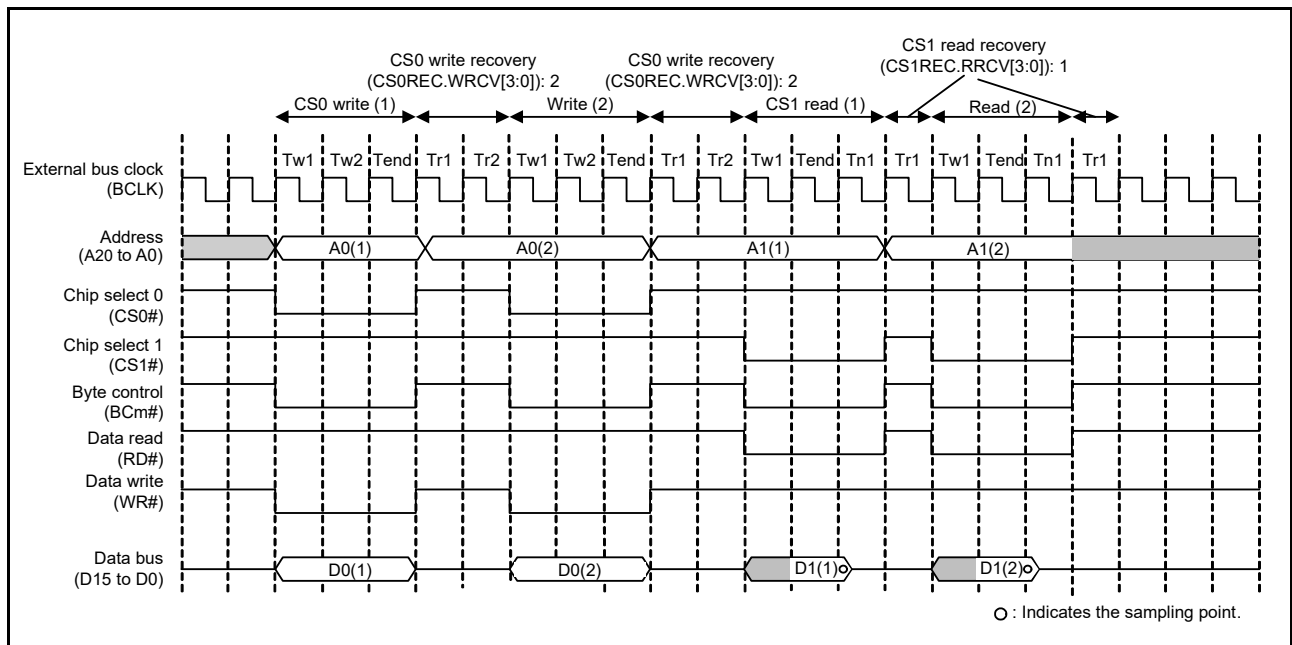 CS1 read recovery
(CS1REC.RRCV[3:0]): 1
CS0 write recovery
(CS0REC.WRCV[3:0]): 2
CS0 write recovery
(CS0REC.WRCV[3:0]): 2
CS0 write (1) Write (2) CS1 read (1) Read (2)
Tw1 Tw2 Tend Tr1 Tr2 Tw1 Tw2 Tend Tr1 Tr2 Tw1 Tend Tn1 Tr1 Tw1 Tend Tn1 Tr1
External bus clock
(BCLK)
Address
(A20 to A0)
A0(1) A0(2) A1(1) A1(2)
Chip select 0
(CS0#)
Chip select 1
(CS1#)
Byte control
(BCm#)
Data read
(RD#)
Data write
(WR#)
Data bus
(D15 to D0)
D0(1) D0(2) D1(1) D1(2)
: Indicates the sampling point.